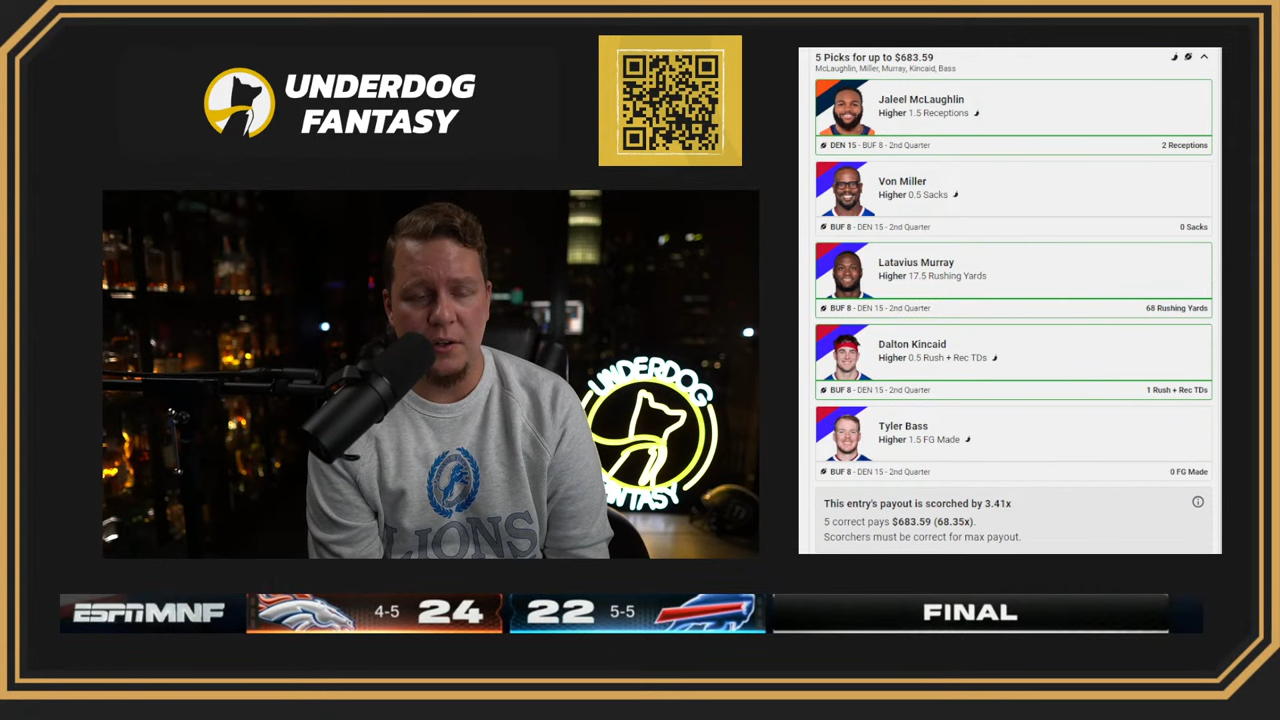 UNDERDOG
FANTASY
5 Picks for up to $683.59
McLaughlin, Miller, Murray, Kincaid, Bass
Jaleel McLaughlin
Higher 1.5 Receptions
DEN 15 - BUF 8 - 2nd Quarter
2 Receptions
Von Miller
Higher 0.5 Sacks
BUF 8 - DEN 15 - 2nd Quarter
0 Sacks
Latavius Murray
Higher 17.5 Rushing Yards
BUF 8 - DEN 15 - 2nd Quarter
68 Rushing Yards
Dalton Kincaid
Higher 0.5 Rush + Rec TDs
BUF 8 - DEN 15 - 2nd Quarter
1 Rush + Rec TDs
Tyler Bass
Higher 1.5 FG Made
BUF 8 - DEN 15 - 2nd Quarter
0 FG Made
This entry's payout is scorched by 3.41x
5 correct pays $683.59 (68.35x).
Scorchers must be correct for max payout.
UNDERDOG
FANTASY
LIONS
ESPN MNF
4-5
24
22
5-5
FINAL